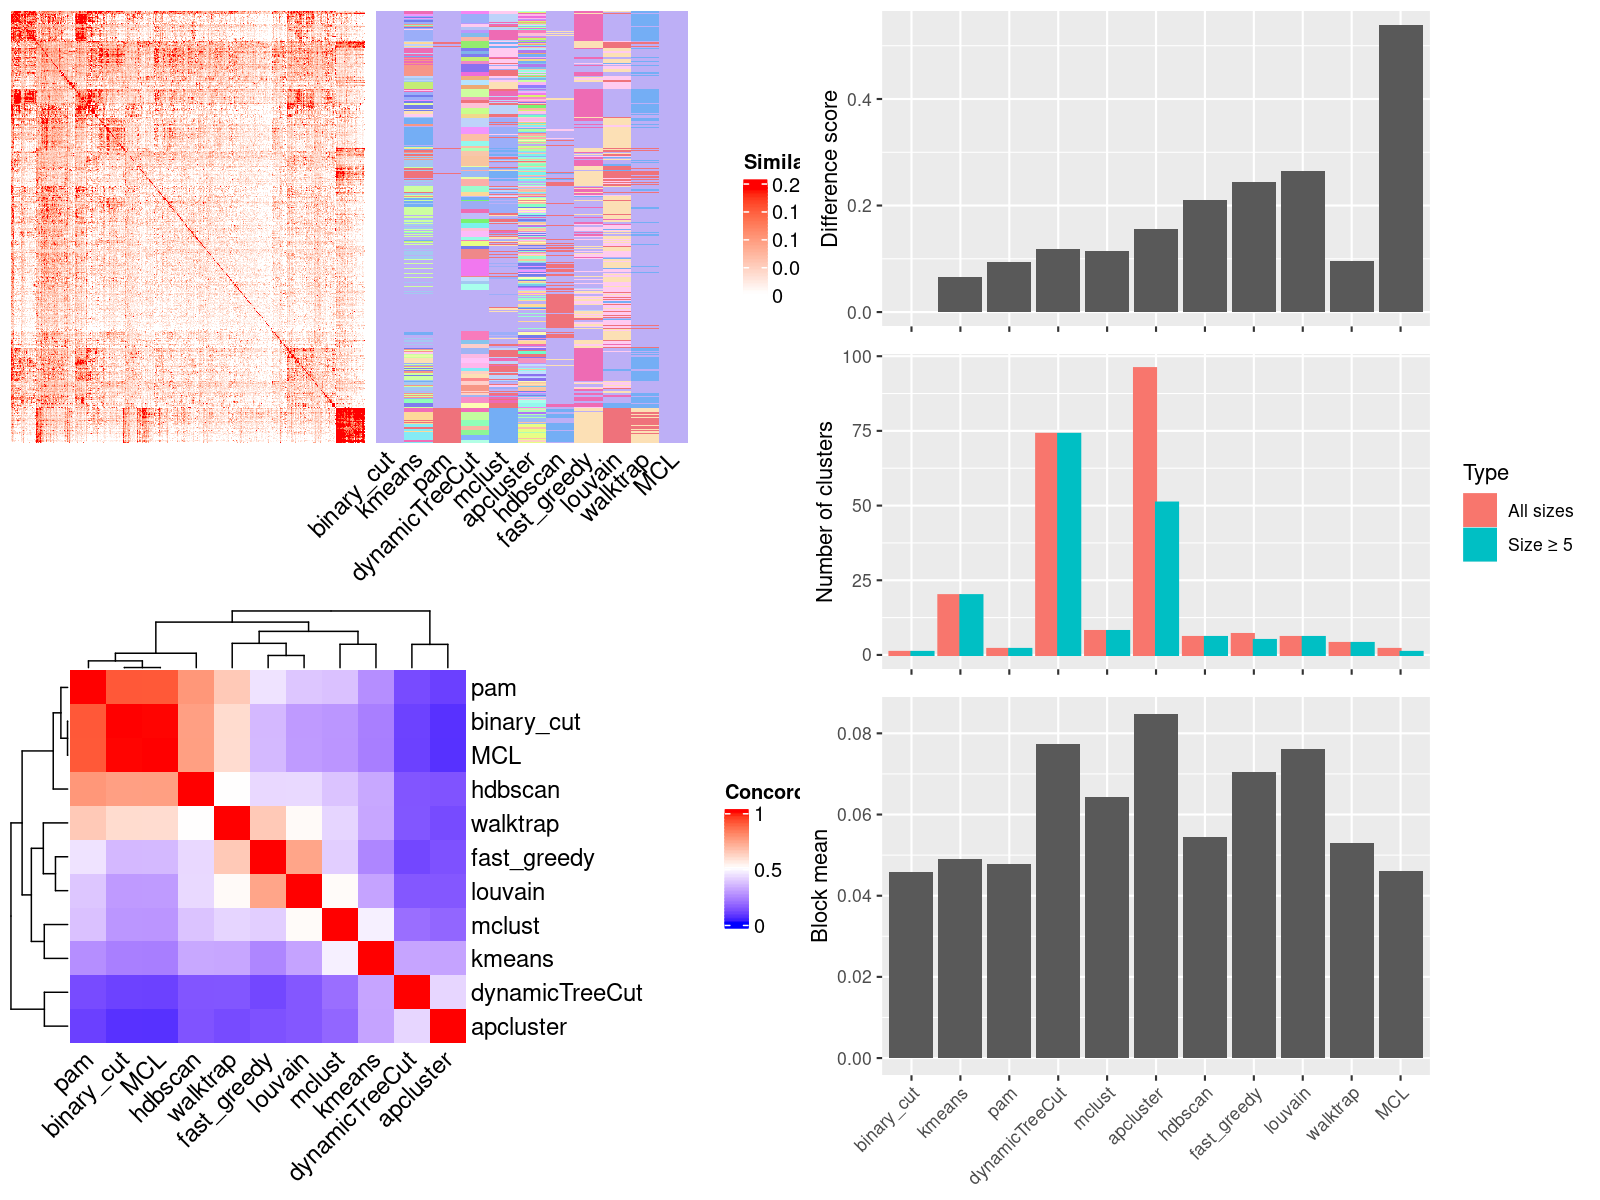 Simila
0.2
0.1
0.1
0.0
0
binary_cut
kmeans
pam
dynamicTreeCut
mclust
apcluster
hdbscan
fast_greedy
louvain
walktrap
MCL
pam
binary_cut
MCL
hdbscan
walktrap
fast_greedy
louvain
mclust
kmeans
dynamicTreeCut
apcluster
pam
binary_cut
MCL
hdbscan
walktrap
fast_greedy
louvain
mclust
kmeans
dynamicTreeCut
apcluster
Concord
1
0.5
0
Difference score
0.4
0.2
0.0
Number of clusters
100
75
50
25
0
Type
All sizes
Size ≥ 5
Block mean
0.08
0.06
0.04
0.02
0.00
binary_cut
kmeans
pam
dynamicTreeCut
mclust
apcluster
hdbscan
fast_greedy
louvain
walktrap
MCL